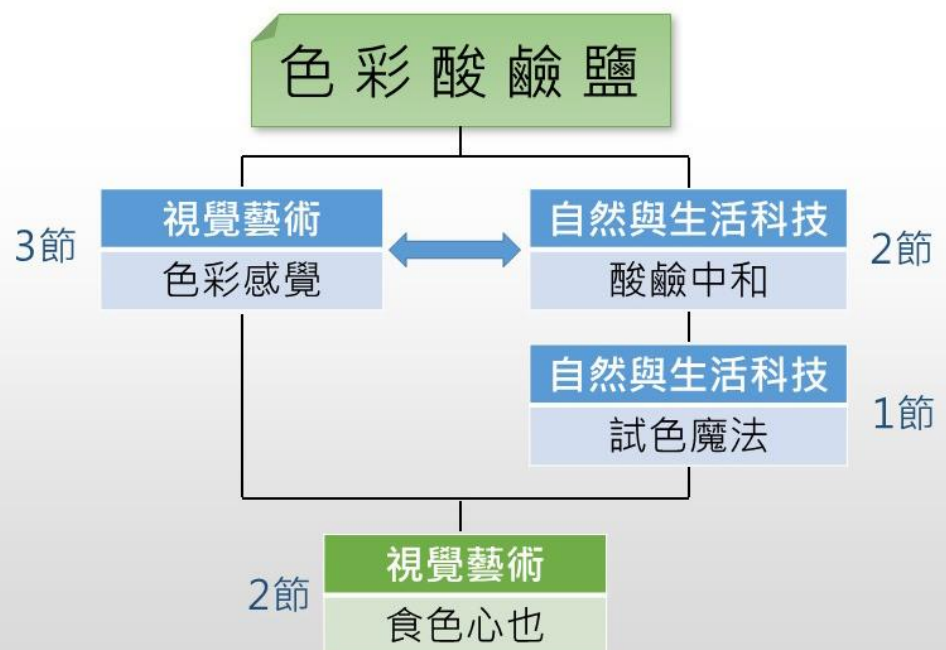 色彩酸鹼鹽
3節
視覺藝術
色彩感覺
自然與生活科技
酸鹼中和
2節
自然與生活科技
試色魔法
1節
2節
視覺藝術
食色心也